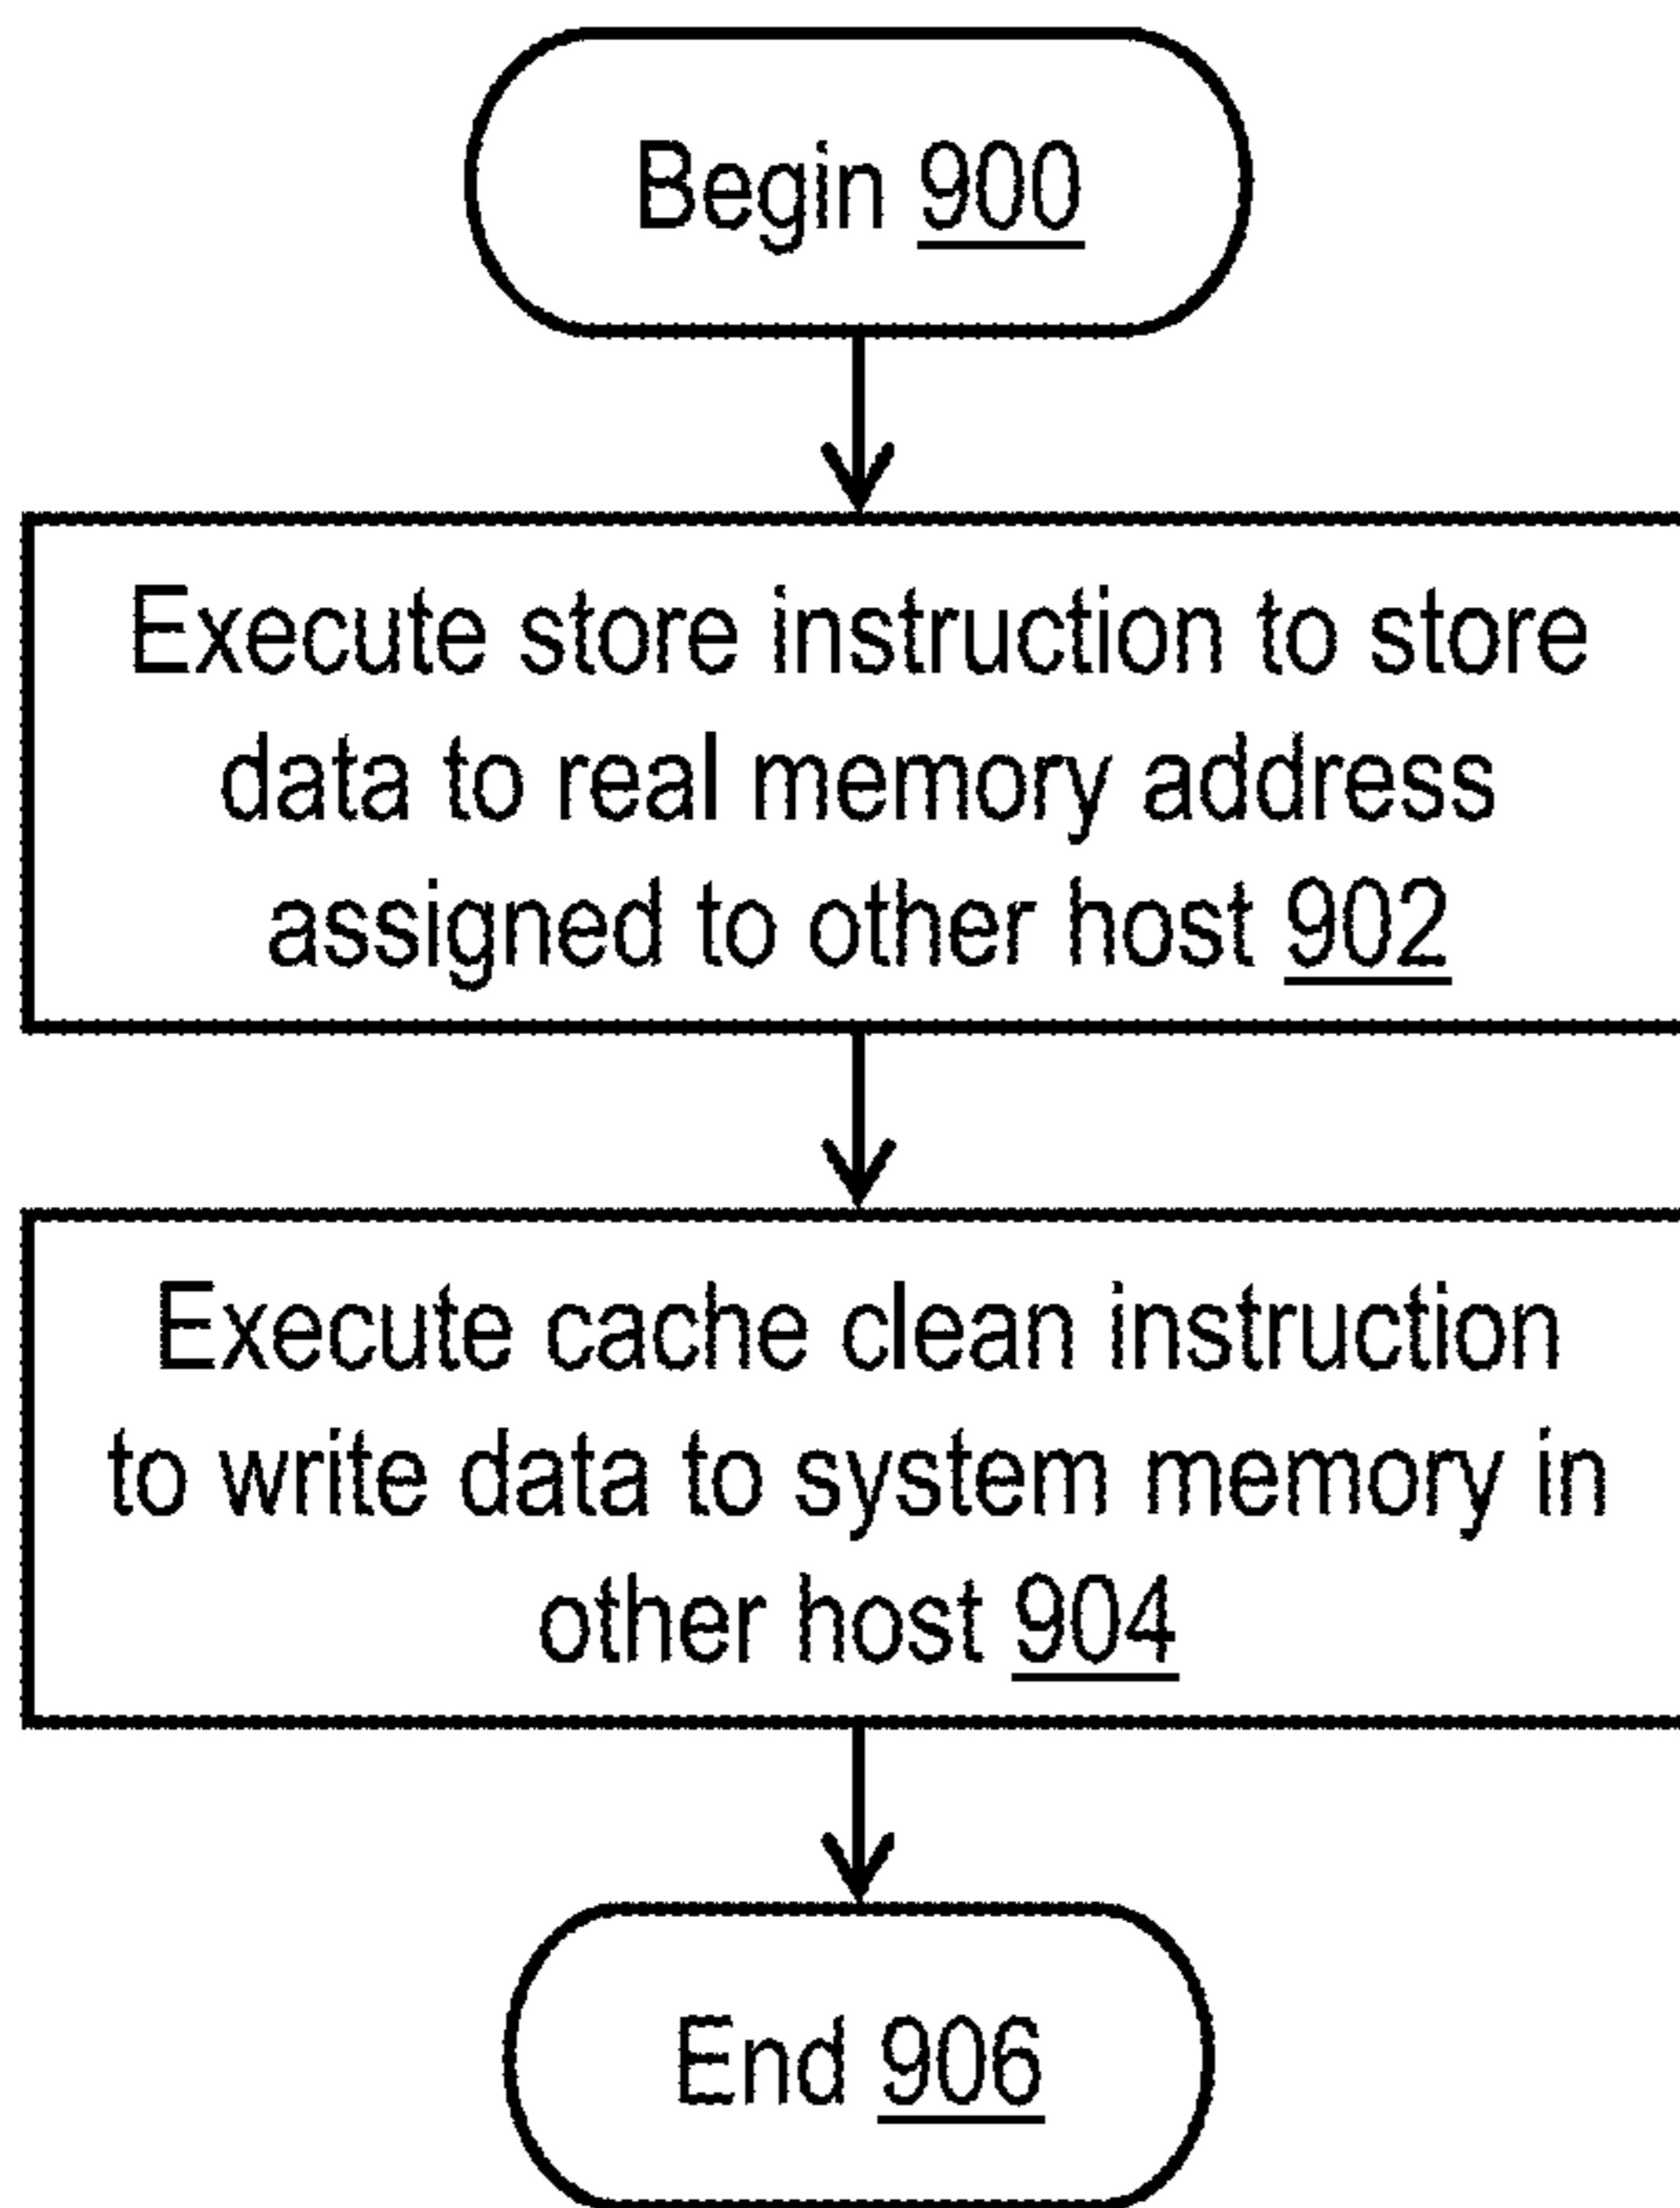 Begin 900
Execute store instruction to store
data to real memory address
assigned to other host 902
Execute cache clean instruction
to write data to system memory in
other host 904
End 906